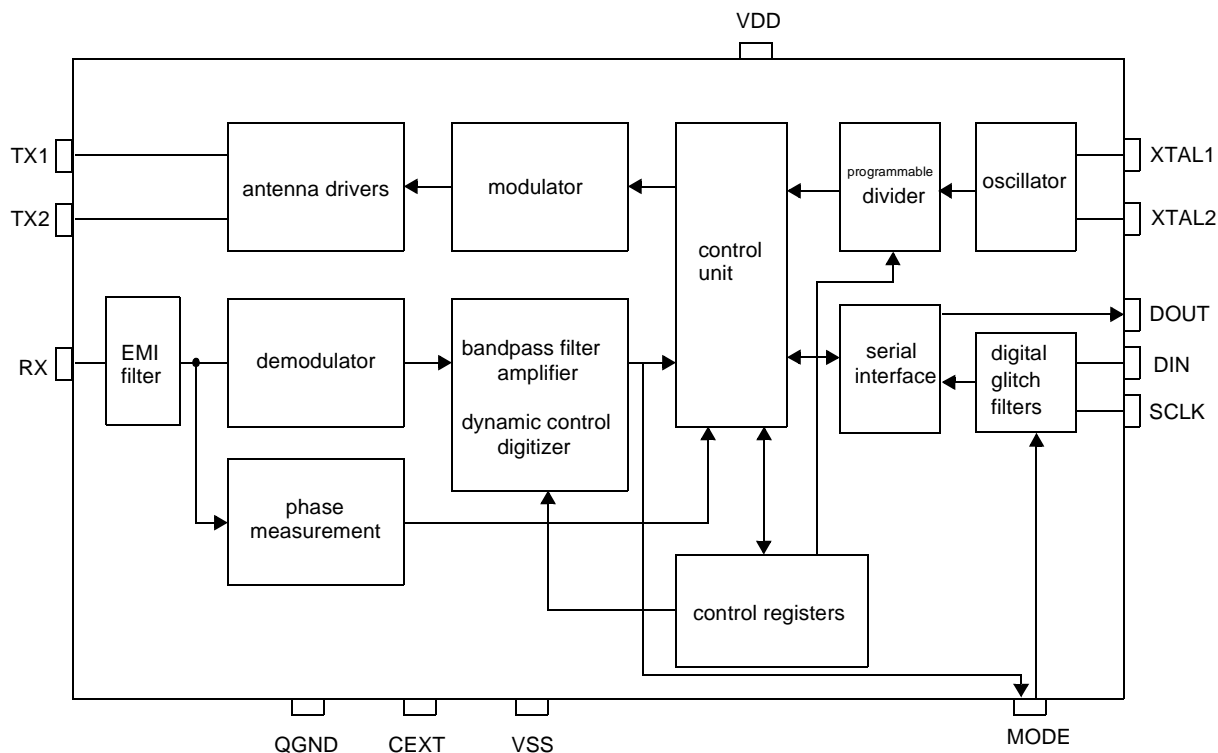 VDD
TX1
TX2
antenna drivers
modulator
control
unit
programmable
divider
oscillator
XTAL1
XTAL2
RX
EMI
filter
demodulator
bandpass filter
amplifier
dynamic control
digitizer
serial
interface
digital
glitch
filters
DOUT
DIN
SCLK
phase
measurement
control registers
QGND
CEXT
VSS
MODE